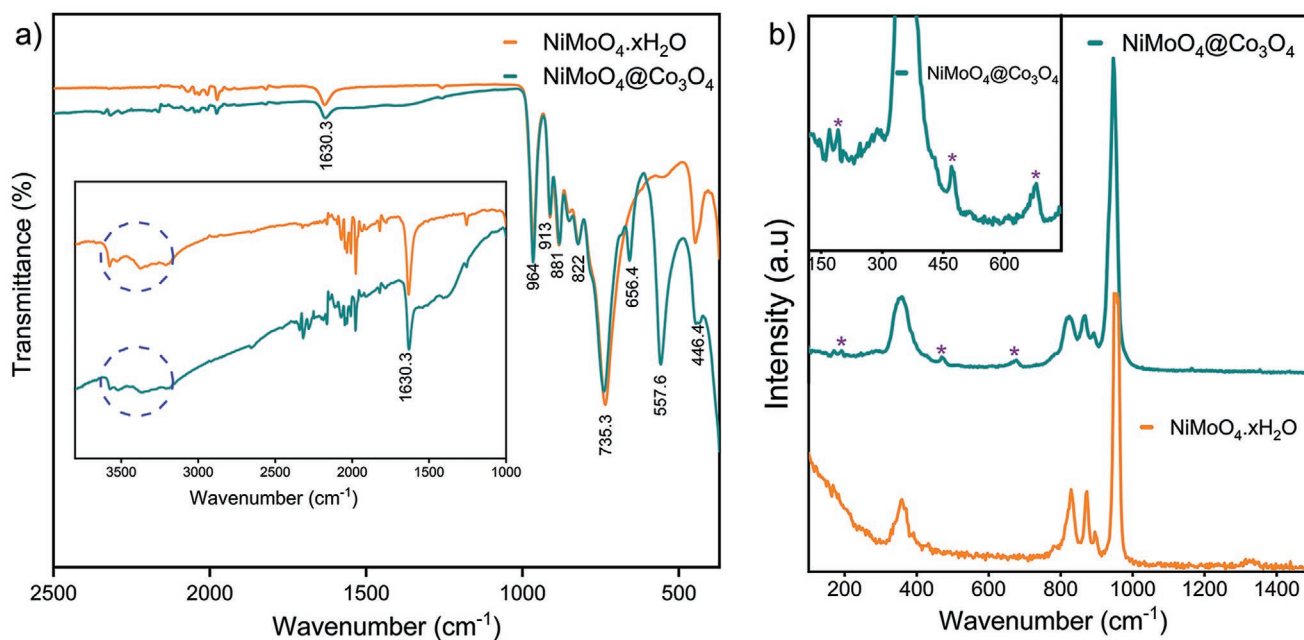 a)
NiMoO₄.xH₂O
NiMoO₄@Co₃O₄
Transmittance (%)
1630.3
964
913
881
822
735.3
656.4
557.6
446.4
1630.3
3500 3000 2500 2000 1500 1000
Wavenumber (cm⁻¹)
2500 2000 1500 1000 500
Wavenumber (cm⁻¹)
b)
NiMoO₄@Co₃O₄
NiMoO₄@Co₃O₄
* * *
150 300 450 600
* * *
Intensity (a.u)
NiMoO₄.xH₂O
200 400 600 800 1000 1200 1400
Wavenumber (cm⁻¹)